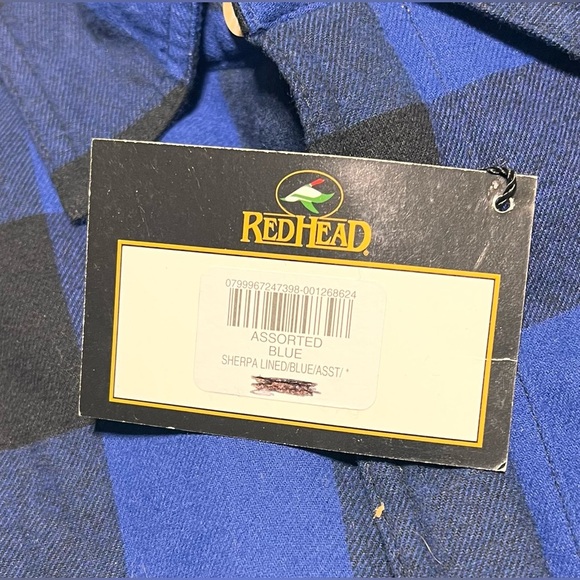 REDHEAD®
0799967247398-001268624
ASSORTED
BLUE
SHERPA LINED/BLUE/ASST/ *